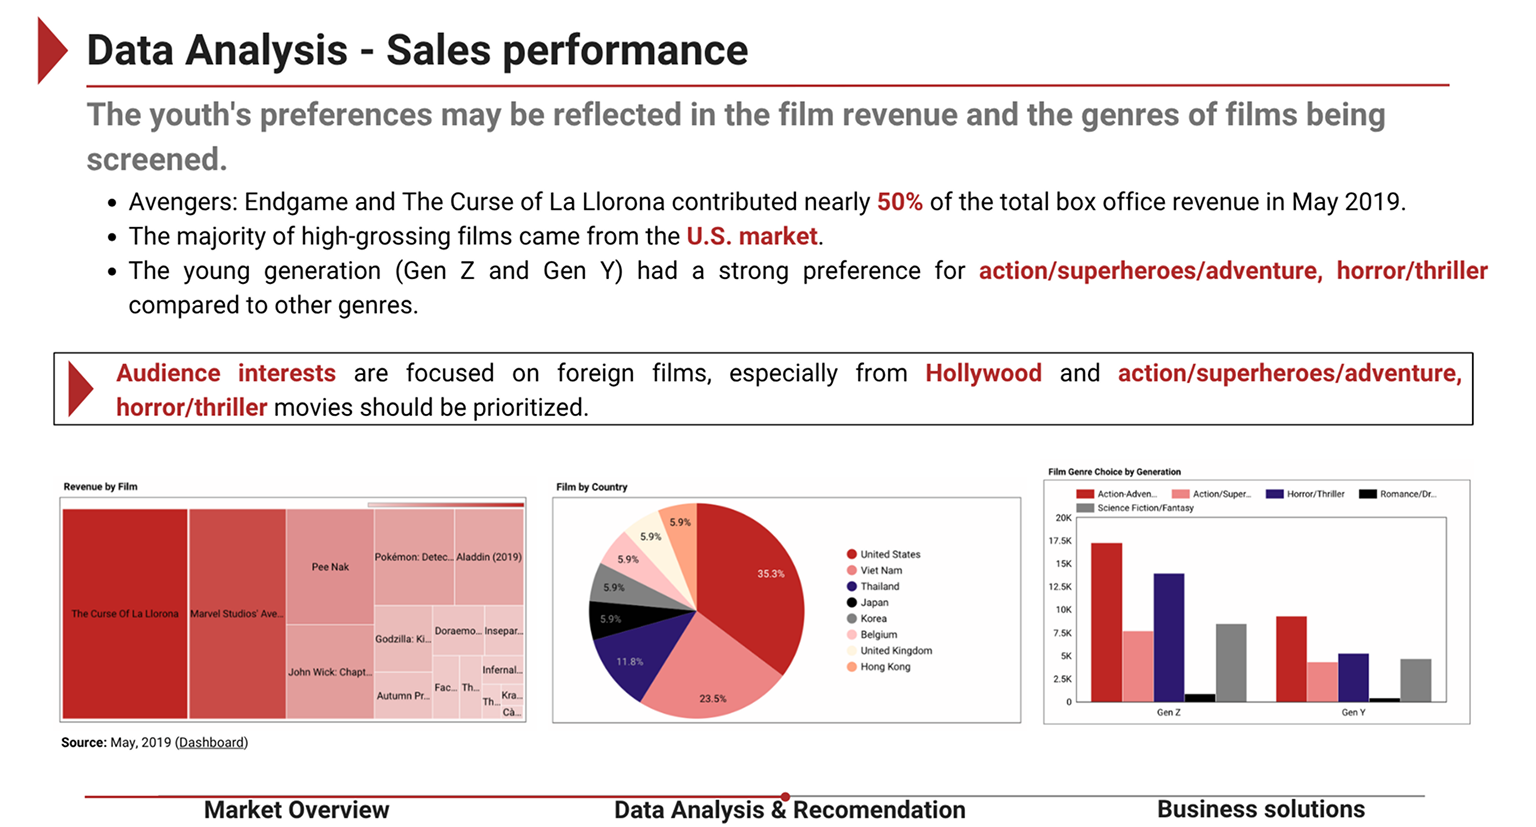 Data Analysis - Sales performance
The youth's preferences may be reflected in the film revenue and the genres of films being
screened.
• Avengers: Endgame and The Curse of La Llorona contributed nearly 50% of the total box office revenue in May 2019.
• The majority of high-grossing films came from the U.S. market.
• The young generation (Gen Z and Gen Y) had a strong preference for action/superheroes/adventure, horror/thriller
compared to other genres.
Audience interests are focused on foreign films, especially from Hollywood and action/superheroes/adventure,
horror/thriller movies should be prioritized.
Revenue by Film
The Curse Of La Llorona
Marvel Studios' Ave...
Pee Nak
John Wick: Chapt...
Pokémon: Detec...
Aladdin (2019)
Godzilla: Ki...
Doraemo...
Insepar...
Autumn Pr...
Fac...
Th...
Infernal...
Th...
Kra...
Cà...
Source: May, 2019 (Dashboard)
Film by Country
5.9%
5.9%
5.9%
5.9%
5.9%
11.8%
23.5%
35.3%
United States
Viet Nam
Thailand
Japan
Korea
Belgium
United Kingdom
Hong Kong
Film Genre Choice by Generation
Action-Adven... Action/Super... Horror/Thriller Romance/Dr...
Science Fiction/Fantasy
20K
17.5K
15K
12.5K
10K
7.5K
5K
2.5K
0
Gen Z Gen Y
Market Overview Data Analysis & Recomendation Business solutions